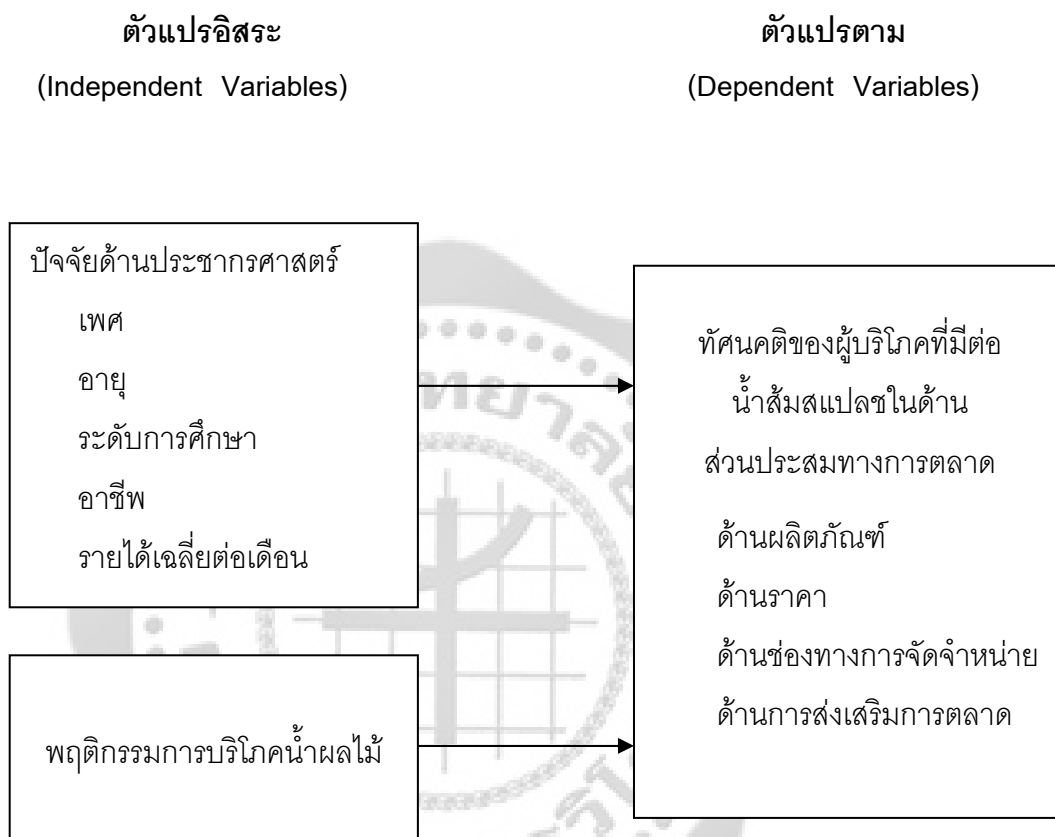 ตัวแปรอิสระ
(Independent Variables)
ตัวแปรตาม
(Dependent Variables)
ปัจจัยด้านประชากรศาสตร์
เพศ
อายุ
ระดับการศึกษา
อาชีพ
รายได้เฉลี่ยต่อเดือน
พฤติกรรมการบริโภคน้ำผลไม้
ทัศนคติของผู้บริโภคที่มีต่อ
น้ำส้มสแปลชในด้าน
ส่วนประสมทางการตลาด
ด้านผลิตภัณฑ์
ด้านราคา
ด้านช่องทางการจัดจำหน่าย
ด้านการส่งเสริมการตลาด